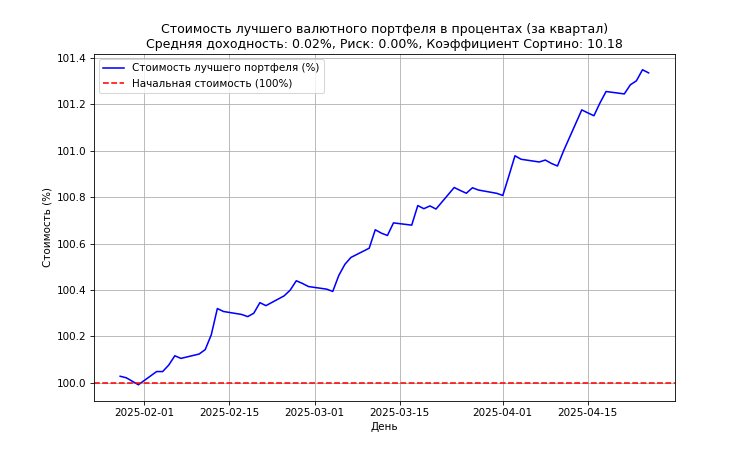 Стоимость лучшего валютного портфеля в процентах (за квартал)
Средняя доходность: 0.02%, Риск: 0.00%, Коэффициент Сортино: 10.18
Стоимость лучшего портфеля (%)
Начальная стоимость (100%)
Стоимость (%)
101.4
101.2
101.0
100.8
100.6
100.4
100.2
100.0
2025-02-01
2025-02-15
2025-03-01
2025-03-15
2025-04-01
2025-04-15
День